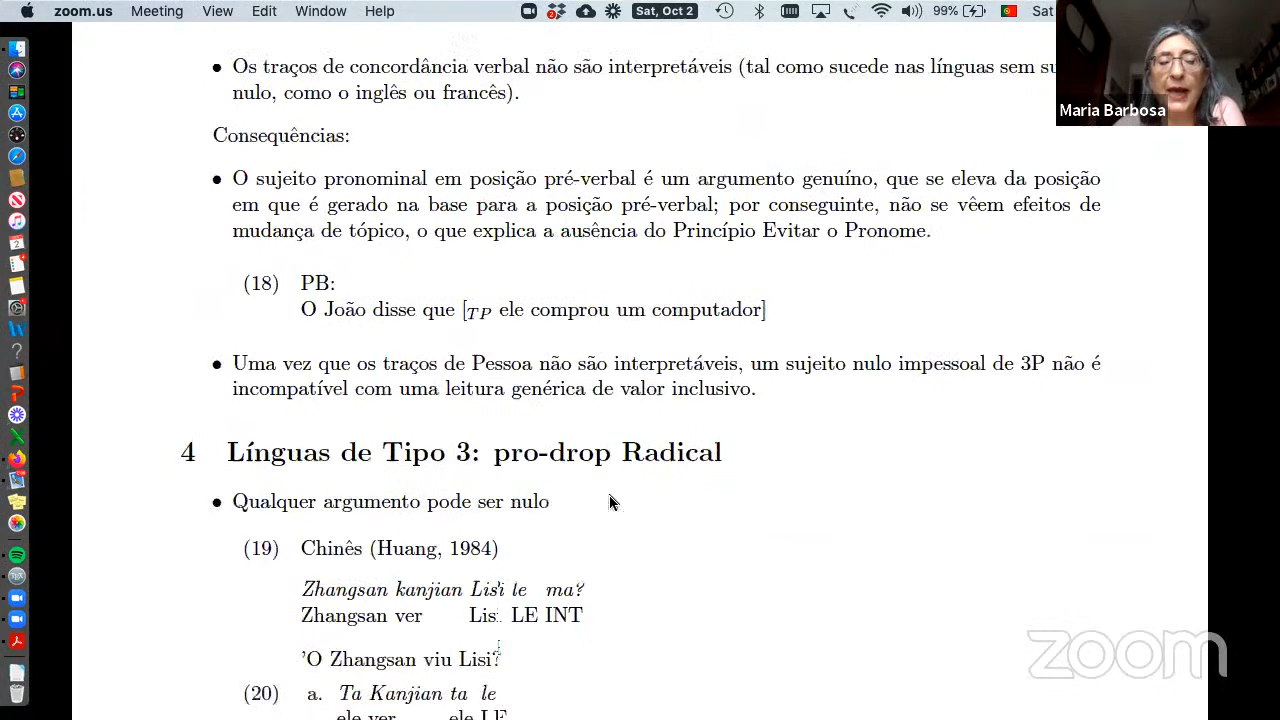 zoom.us Meeting View Edit Window Help Sat, Oct 2 99% Sat
Os traços de concordância verbal não são interpretáveis (tal como sucede nas línguas sem
nulo, como o inglês ou francês).
Maria Barbosa
Consequências:
• O sujeito pronominal em posição pré-verbal é um argumento genuíno, que se eleva da posição
em que é gerado na base para a posição pré-verbal; por conseguinte, não se vêem efeitos de
mudança de tópico, o que explica a ausência do Princípio Evitar o Pronome.
(18) PB:
O João disse que [TP ele comprou um computador]
• Uma vez que os traços de Pessoa não são interpretáveis, um sujeito nulo impessoal de 3P não é
incompatível com uma leitura genérica de valor inclusivo.
4 Línguas de Tipo 3: pro-drop Radical
• Qualquer argumento pode ser nulo
(19) Chinês (Huang, 1984)
Zhangsan kanjian Lisi le ma?
Zhangsan ver Lis LE INT
'O Zhangsan viu Lisi?
(20) a. Ta Kanjian ta le
ele ver ele LE
zoom